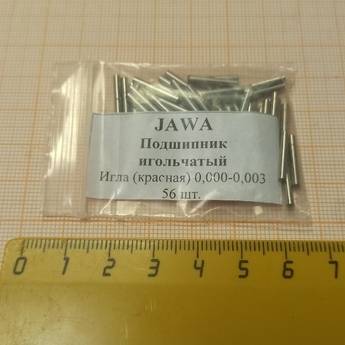 JAWA
Подшипник
игольчатый
Игла (красная) 0,000-0,003
56 шт.
0 1 2 3 4 5 6 7